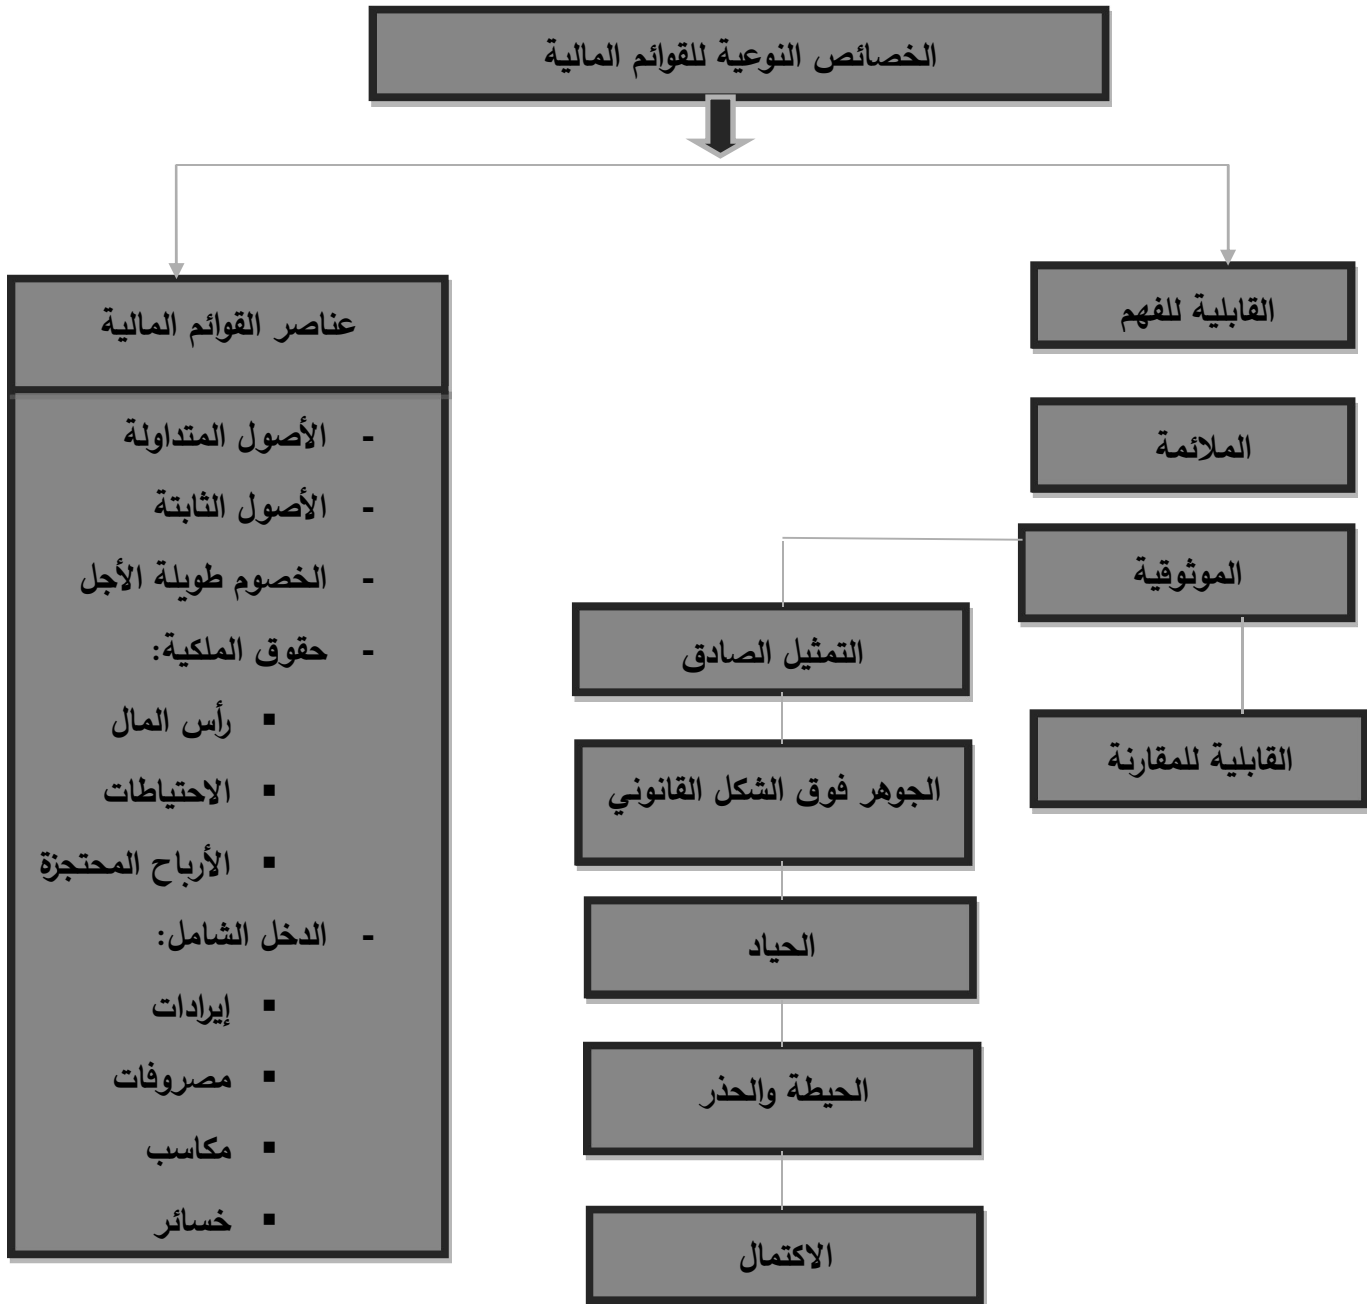 الخصائص النوعية للقوائم المالية
القابلية للفهم
الملائمة
الموثوقية
القابلية للمقارنة
التمثيل الصادق
الجوهر فوق الشكل القانوني
الحياد
الحيطة والحذر
الاكتمال
عناصر القوائم المالية
- الأصول المتداولة
- الأصول الثابتة
- الخصوم طويلة الأجل
- حقوق الملكية:
▪ رأس المال
▪ الاحتياطات
▪ الأرباح المحتجزة
- الدخل الشامل:
▪ إيرادات
▪ مصروفات
▪ مكاسب
▪ خسائر